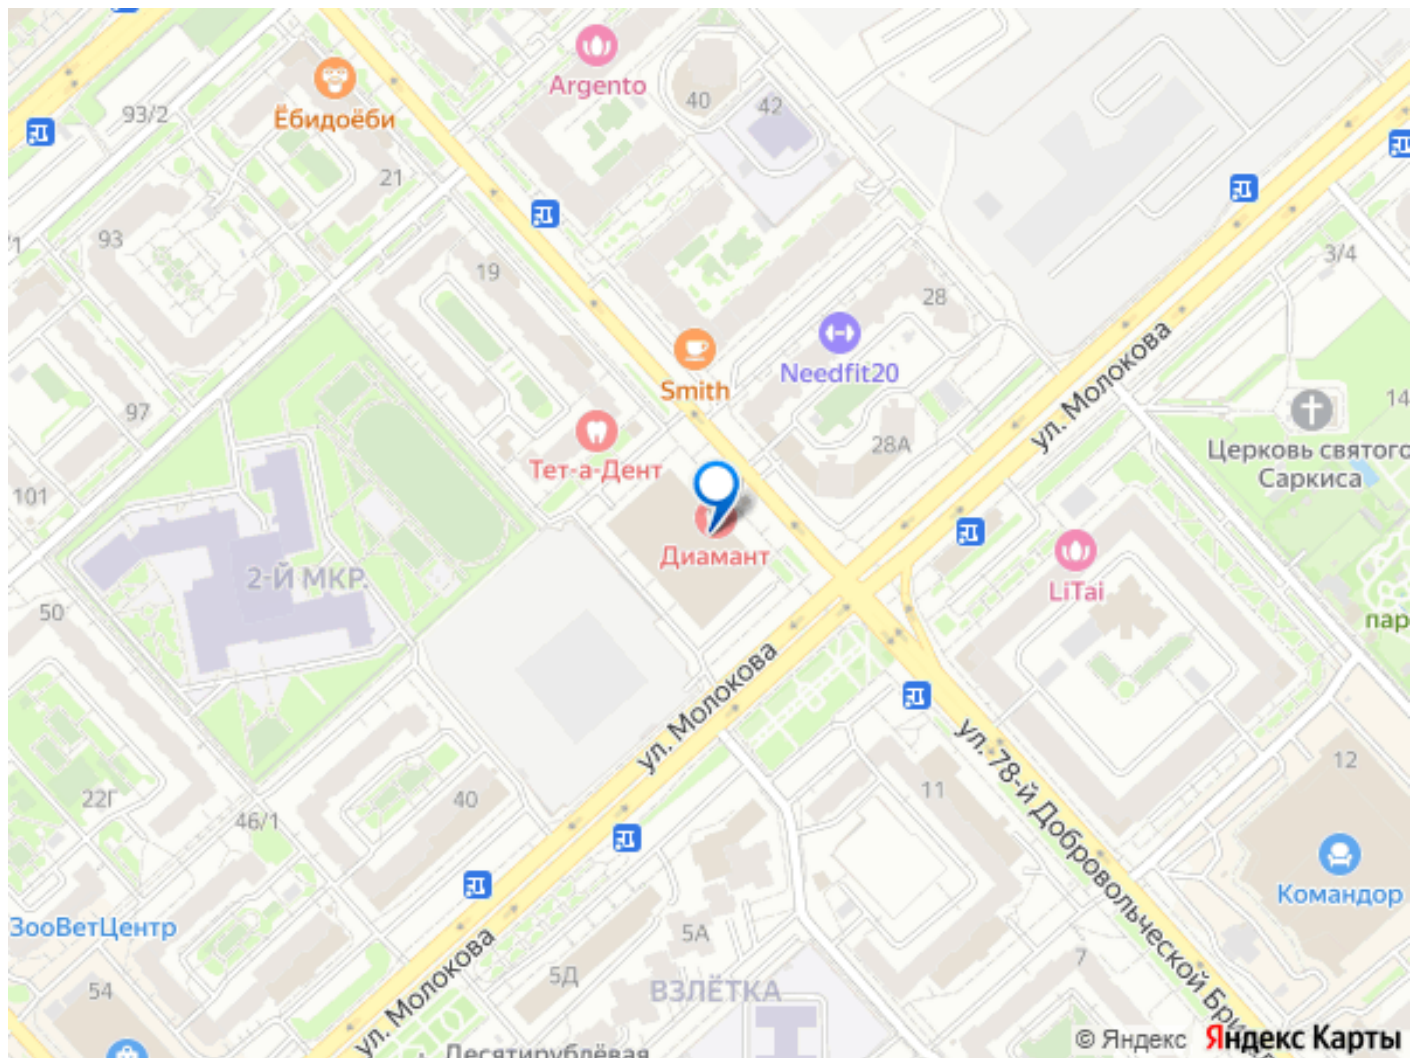 Argento
40
42
93/2
Ёбидоёби
21
93
19
3/4
28
Smith
Needfit20
ул. Молокова
97
14
28А
Церковь святого
Саркиса
Тет-а-Дент
101
Диамант
2-Й МКР.
LiTai
50
пар
ул. Молокова
ул. 78-й Добровольческой Бриг
12
22Г
46/1
40
11
Командор
ЗооВетЦентр
5А
5Д
7
54
ВЗЛЁТКА
ул. Молокова
Десятирублёвая
© Яндекс Яндекс Карты